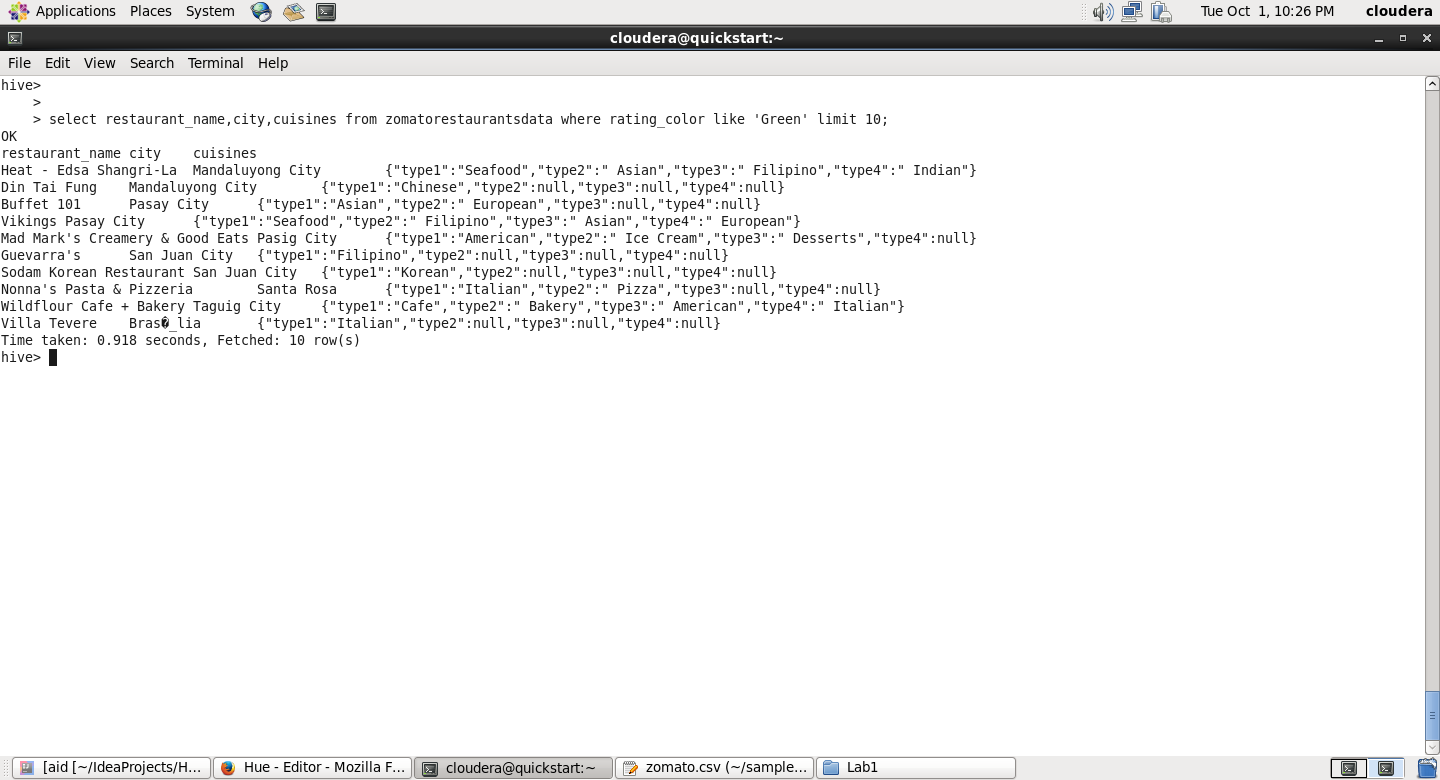 Applications Places System Tue Oct 1, 10:26 PM cloudera
cloudera@quickstart:~
File Edit View Search Terminal Help
hive>
>
> select restaurant_name,city,cuisines from zomatorestaurantsdata where rating_color like 'Green' limit 10;
OK
restaurant_name city cuisines
Heat - Edsa Shangri-La Mandaluyong City {"type1":"Seafood","type2":" Asian","type3":" Filipino","type4":" Indian"}
Din Tai Fung Mandaluyong City {"type1":"Chinese","type2":null,"type3":null,"type4":null}
Buffet 101 Pasay City {"type1":"Asian","type2":" European","type3":null,"type4":null}
Vikings Pasay City {"type1":"Seafood","type2":" Filipino","type3":" Asian","type4":" European"}
Mad Mark's Creamery & Good Eats Pasig City {"type1":"American","type2":" Ice Cream","type3":" Desserts","type4":null}
Guevarra's San Juan City {"type1":"Filipino","type2":null,"type3":null,"type4":null}
Sodam Korean Restaurant San Juan City {"type1":"Korean","type2":null,"type3":null,"type4":null}
Nonna's Pasta & Pizzeria Santa Rosa {"type1":"Italian","type2":" Pizza","type3":null,"type4":null}
Wildflour Cafe + Bakery Taguig City {"type1":"Cafe","type2":" Bakery","type3":" American","type4":" Italian"}
Villa Tevere Bras�_lia {"type1":"Italian","type2":null,"type3":null,"type4":null}
Time taken: 0.918 seconds, Fetched: 10 row(s)
hive>
[aid [~/IdeaProjects/H... Hue - Editor - Mozilla F... cloudera@quickstart:~ zomato.csv (~/sample... Lab1